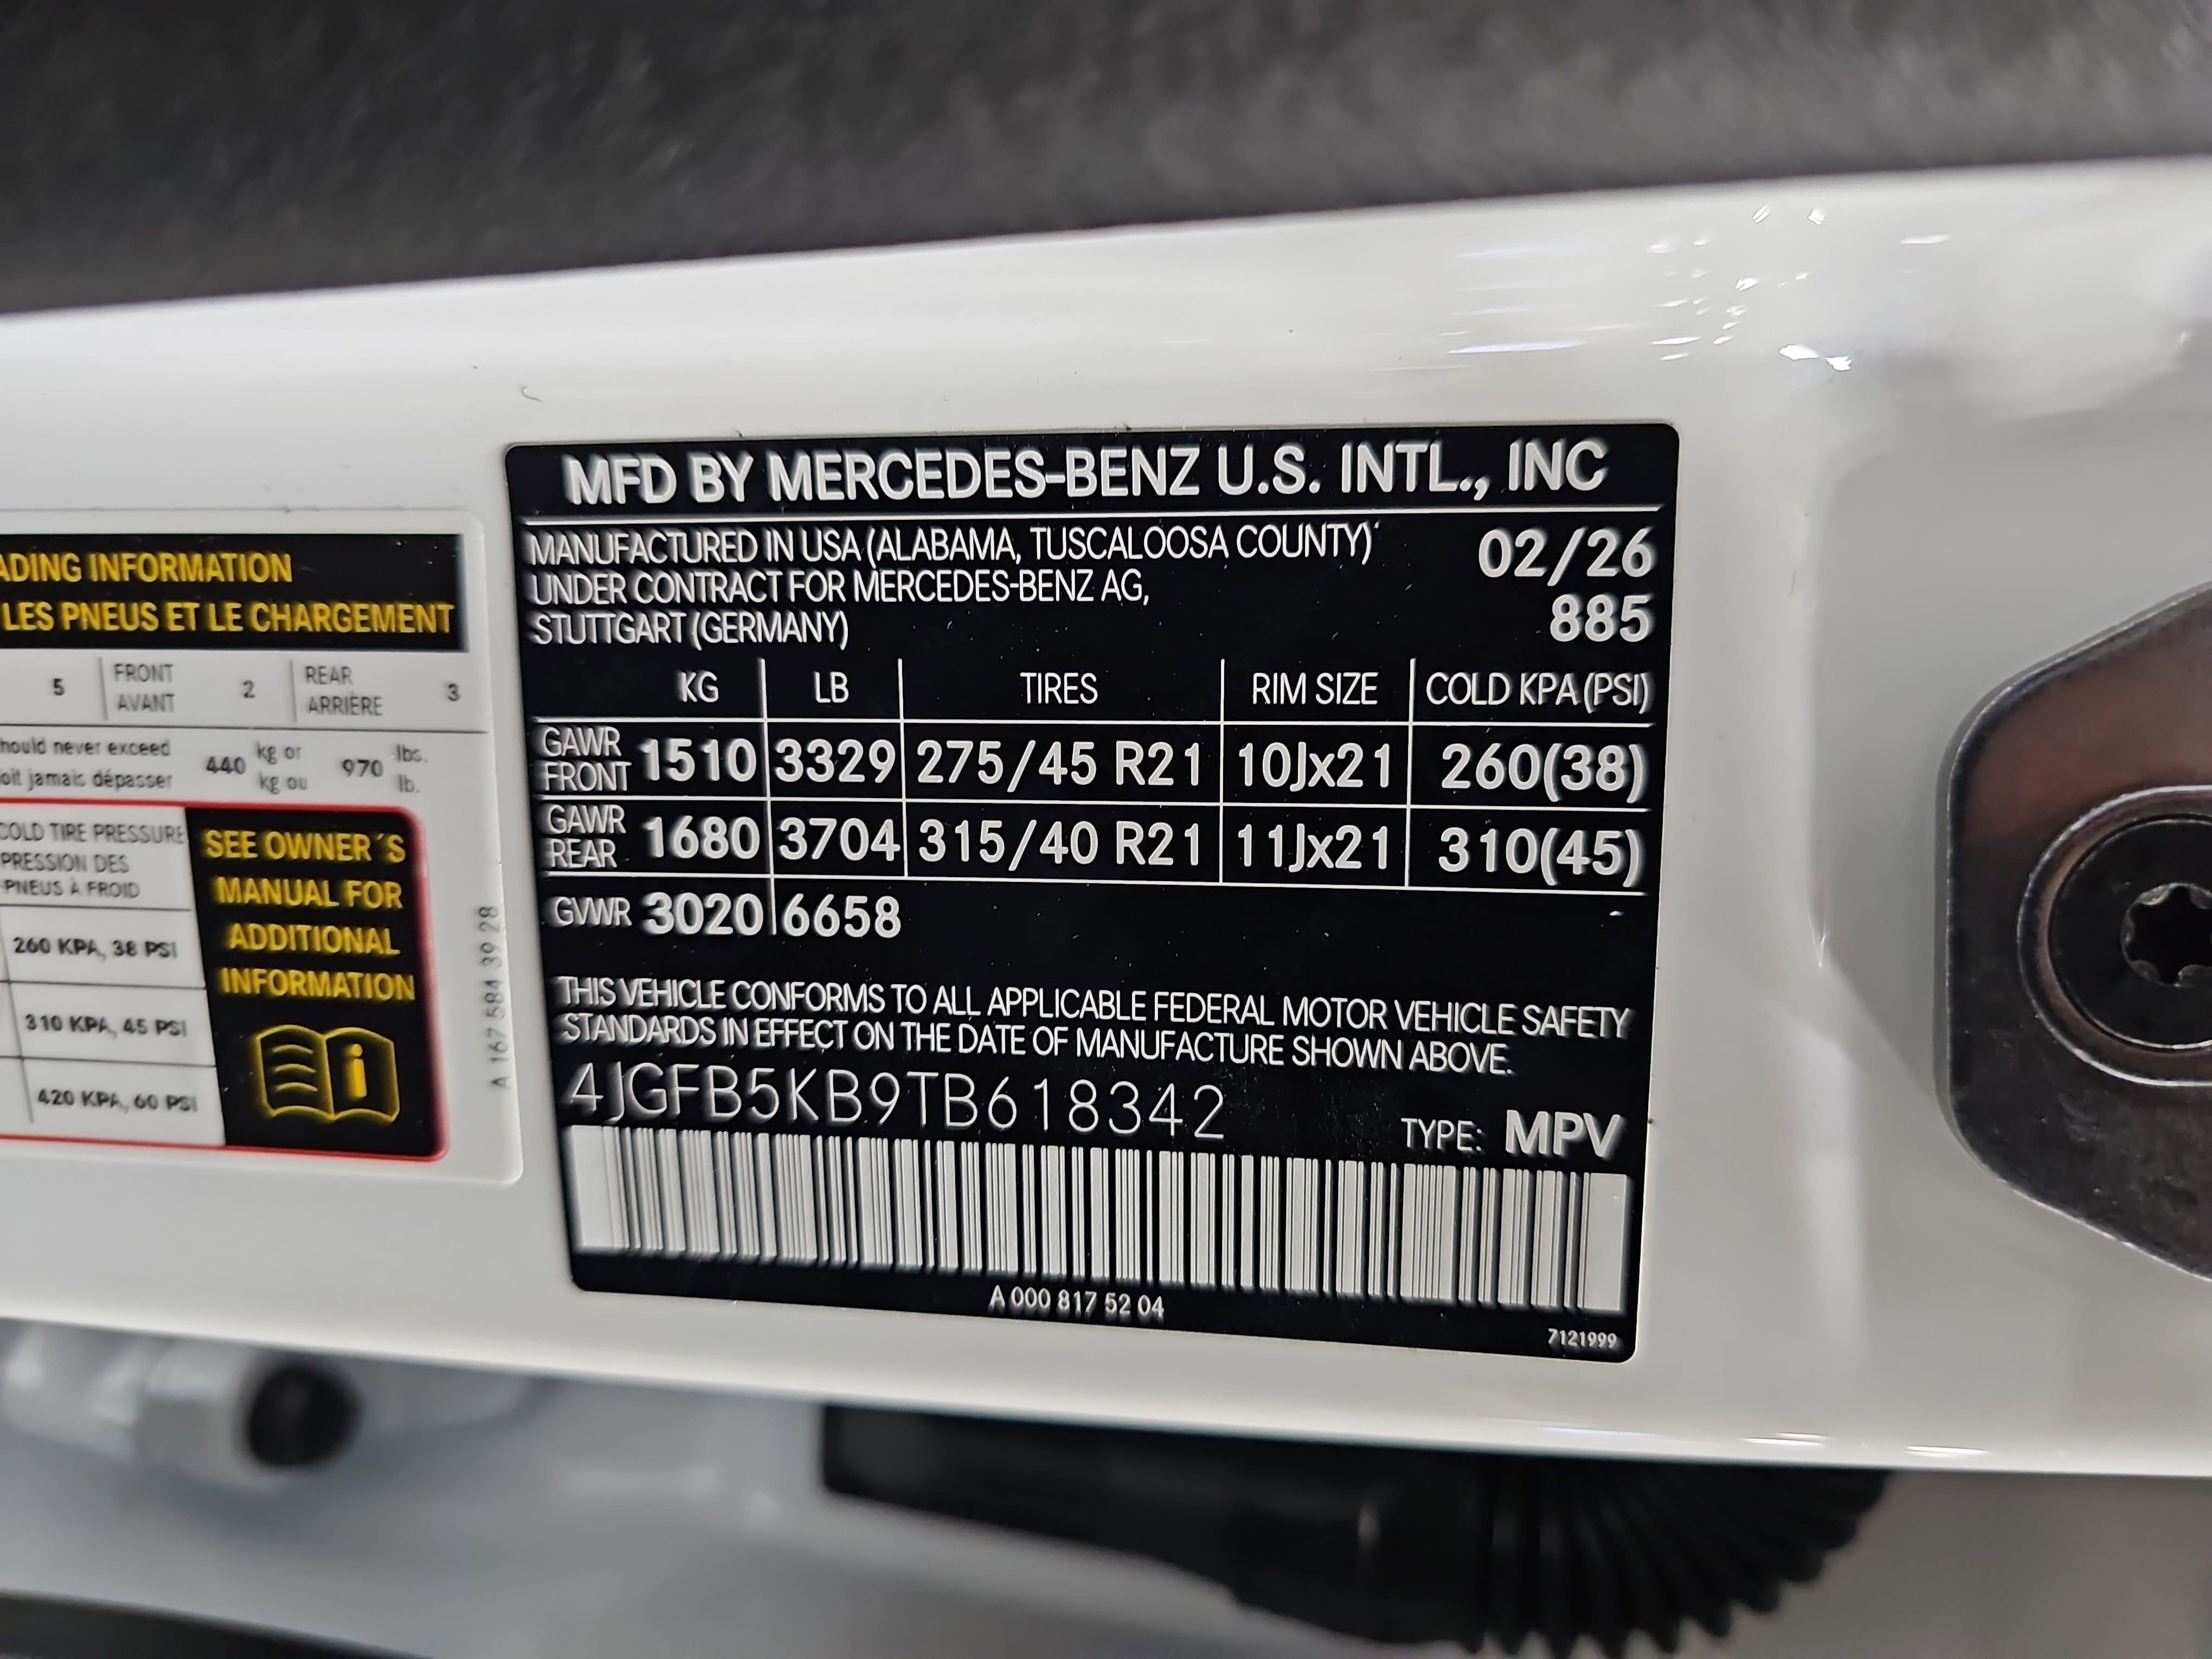 ADING INFORMATION
LES PNEUS ET LE CHARGEMENT
5 FRONT AVANT 2 REAR ARRIÈRE 3
hould never exceed 440 kg or 970 lbs.
oit jamais dépasser kg ou lb.
COLD TIRE PRESSURE
PRESSION DES
PNEUS À FROID
260 KPA, 38 PSI
310 KPA, 45 PSI
420 KPA, 60 PSI
SEE OWNER´S
MANUAL FOR
ADDITIONAL
INFORMATION
i
A 167 584 39 28
MFD BY MERCEDES-BENZ U.S. INTL., INC
MANUFACTURED IN USA (ALABAMA, TUSCALOOSA COUNTY) 02/26
UNDER CONTRACT FOR MERCEDES-BENZ AG,
STUTTGART (GERMANY) 885
KG LB TIRES RIM SIZE COLD KPA (PSI)
GAWR FRONT 1510 3329 275/45 R21 10Jx21 260(38)
GAWR REAR 1680 3704 315/40 R21 11Jx21 310(45)
GVWR 3020 6658
THIS VEHICLE CONFORMS TO ALL APPLICABLE FEDERAL MOTOR VEHICLE SAFETY
STANDARDS IN EFFECT ON THE DATE OF MANUFACTURE SHOWN ABOVE.
4JGFB5KB9TB618342
TYPE: MPV
A 000 817 52 04
7121999